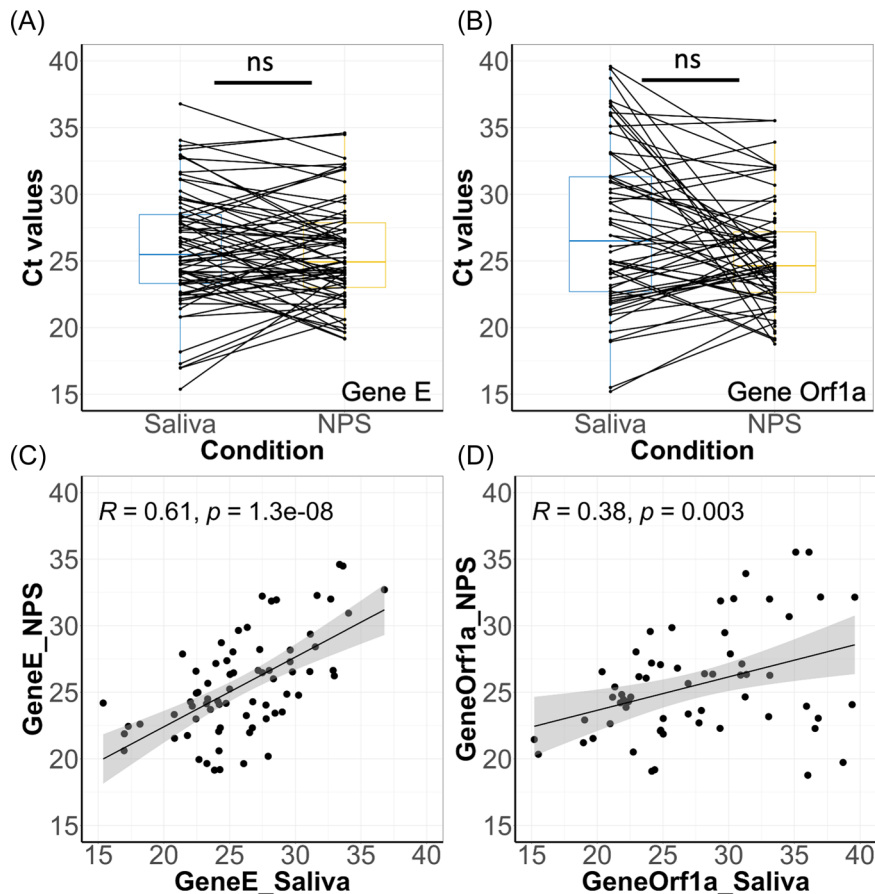 (A)
ns
Ct values
40
35
30
25
20
15
Gene E
Saliva NPS
Condition
(B)
ns
Ct values
40
35
30
25
20
15
Gene Orf1a
Saliva NPS
Condition
(C)
R = 0.61, p = 1.3e-08
GeneE_NPS
40
35
30
25
20
15
15 20 25 30 35 40
GeneE_Saliva
(D)
R = 0.38, p = 0.003
GeneOrf1a_NPS
40
35
30
25
20
15
15 20 25 30 35 40
GeneOrf1a_Saliva